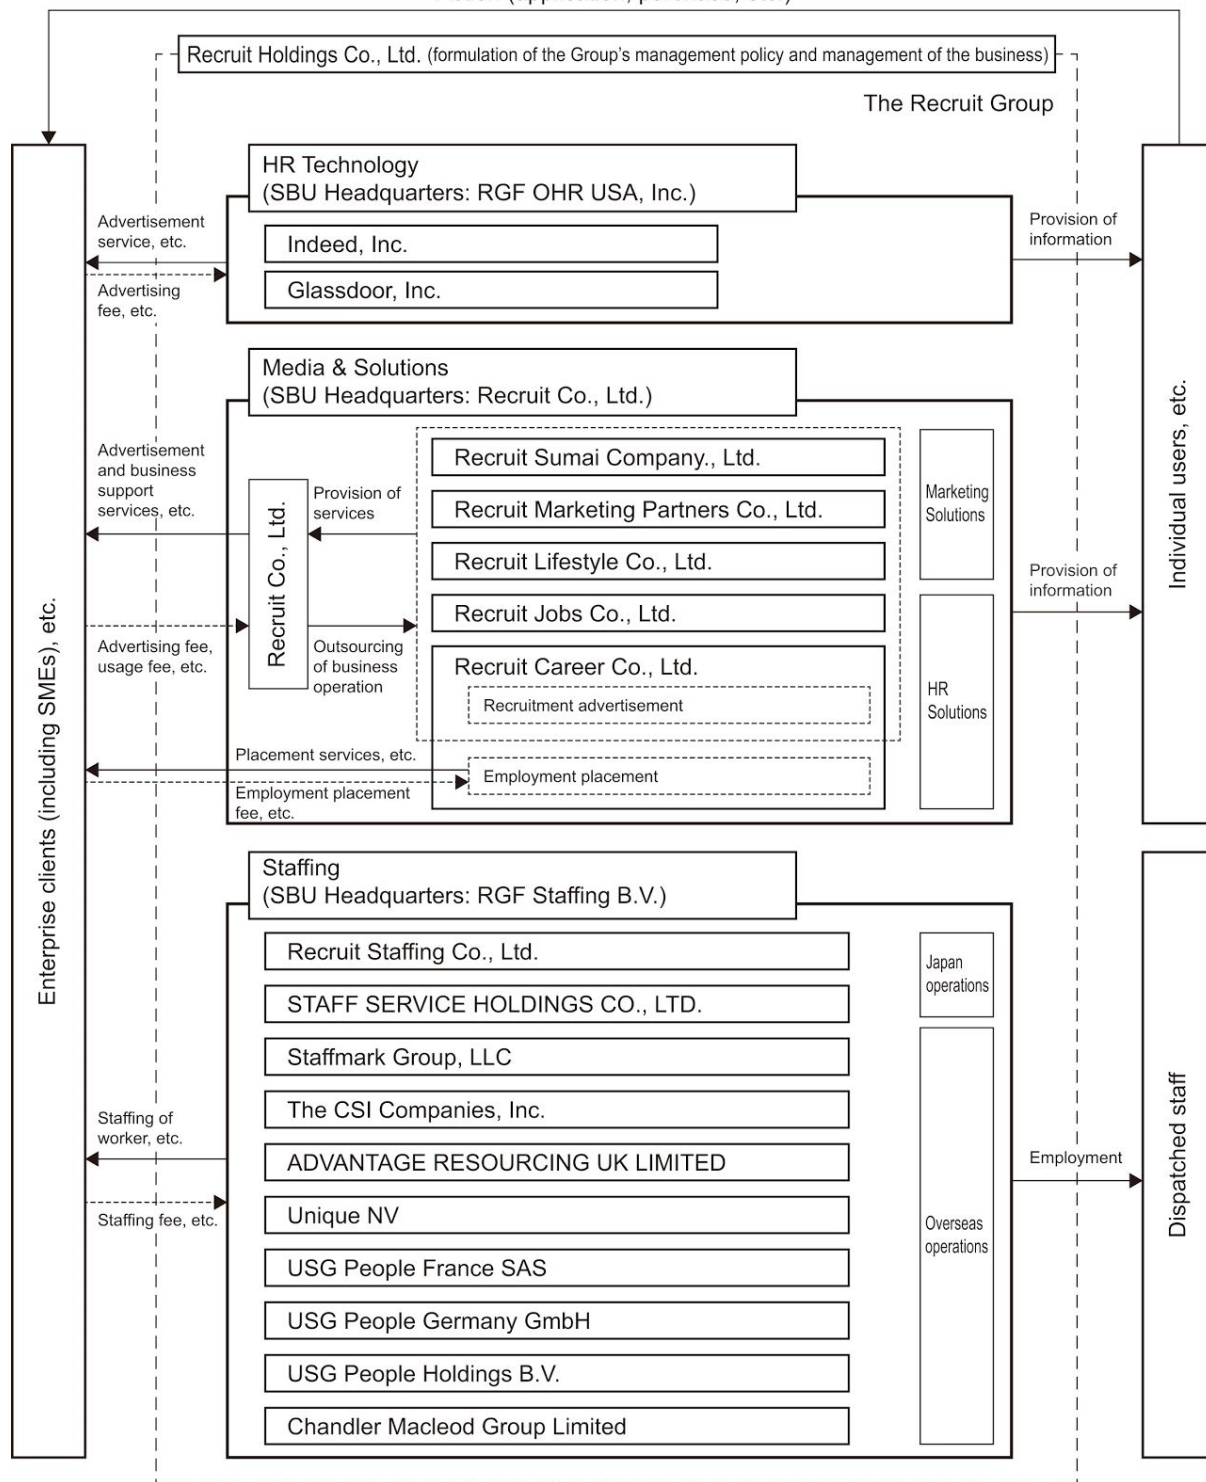 Recruit Holdings Co., Ltd. (formulation of the Group's management policy and management of the business)
The Recruit Group
Enterprise clients (including SMEs), etc.
Individual users, etc.
Dispatched staff
HR Technology
(SBU Headquarters: RGF OHR USA, Inc.)
Indeed, Inc.
Glassdoor, Inc.
Advertisement
service, etc.
Advertising
fee, etc.
Provision of
information
Media & Solutions
(SBU Headquarters: Recruit Co., Ltd.)
Advertisement
and business
support
services, etc.
Advertising fee,
usage fee, etc.
Recruit Co., Ltd.
Provision of
services
Outsourcing
of business
operation
Recruit Sumai Company., Ltd.
Recruit Marketing Partners Co., Ltd.
Recruit Lifestyle Co., Ltd.
Recruit Jobs Co., Ltd.
Recruit Career Co., Ltd.
Recruitment advertisement
Employment placement
Placement services, etc.
Employment placement
fee, etc.
Marketing
Solutions
HR
Solutions
Provision of
information
Staffing
(SBU Headquarters: RGF Staffing B.V.)
Recruit Staffing Co., Ltd.
STAFF SERVICE HOLDINGS CO., LTD.
Staffmark Group, LLC
The CSI Companies, Inc.
ADVANTAGE RESOURCING UK LIMITED
Unique NV
USG People France SAS
USG People Germany GmbH
USG People Holdings B.V.
Chandler Macleod Group Limited
Japan
operations
Overseas
operations
Staffing of
worker, etc.
Staffing fee, etc.
Employment